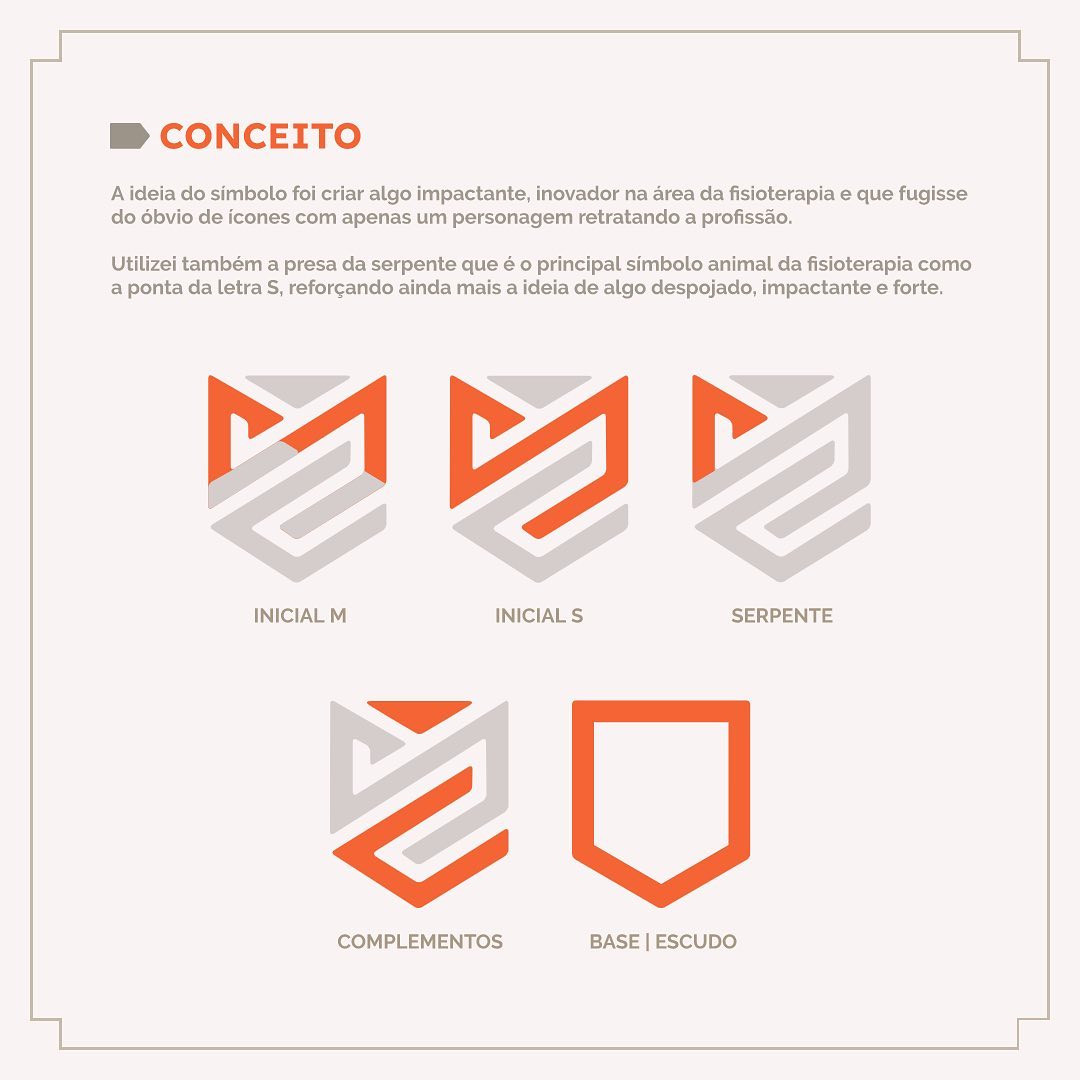 CONCEITO
A ideia do símbolo foi criar algo impactante, inovador na área da fisioterapia e que fugisse
do óbvio de ícones com apenas um personagem retratando a profissão.
Utilizei também a presa da serpente que é o principal símbolo animal da fisioterapia como
a ponta da letra S, reforçando ainda mais a ideia de algo despojado, impactante e forte.
INICIAL M
INICIAL S
SERPENTE
COMPLEMENTOS
BASE | ESCUDO